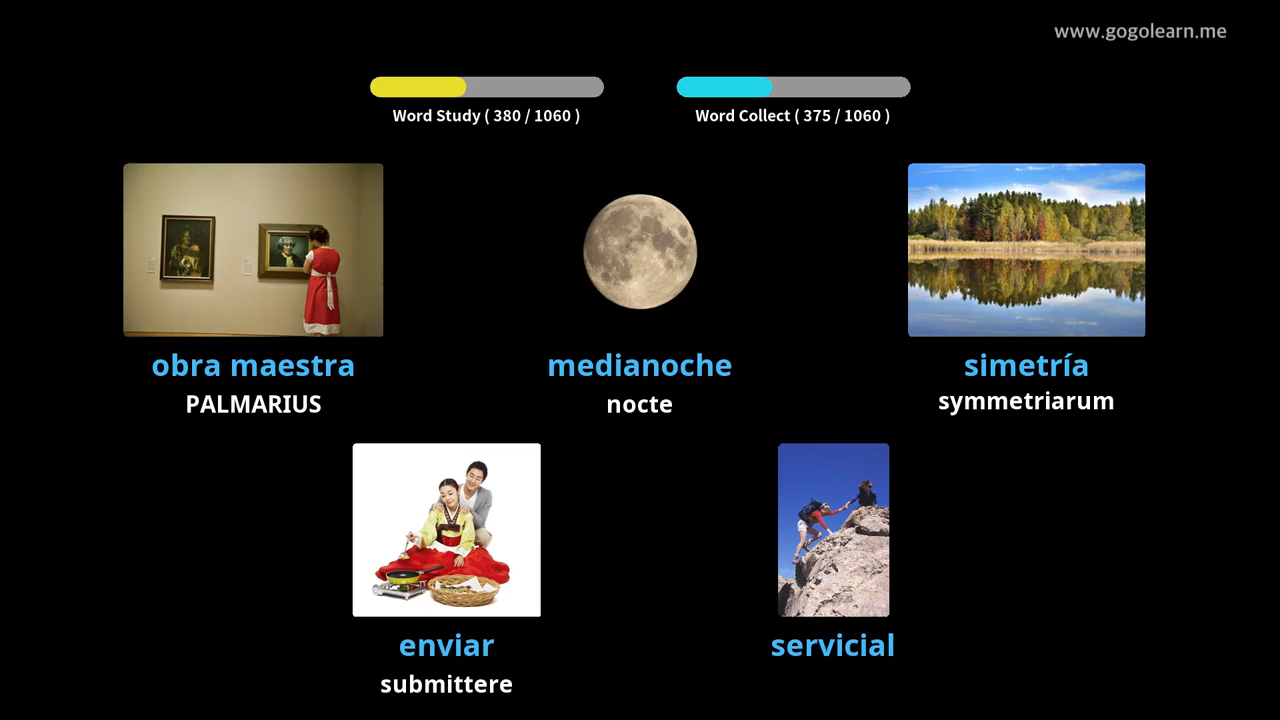 www.gogolearn.me
Word Study ( 380 / 1060 )
Word Collect ( 375 / 1060 )
obra maestra
PALMARIUS
medianoche
nocte
simetría
symmetriarum
enviar
submittere
servicial